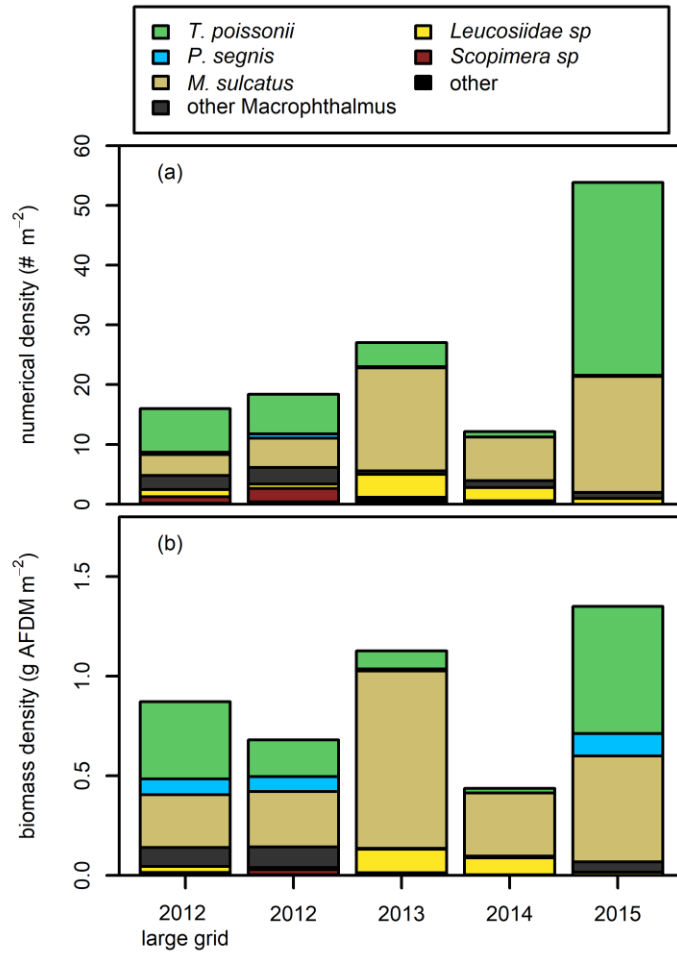 T. poissonii
P. segnis
M. sulcatus
other Macrophthalmus
Leucosiidae sp
Scopimera sp
other
(a)
numerical density (# m⁻²)
60
50
40
30
20
10
0
(b)
biomass density (g AFDM m⁻²)
1.5
1.0
0.5
0.0
2012
large grid
2012
2013
2014
2015